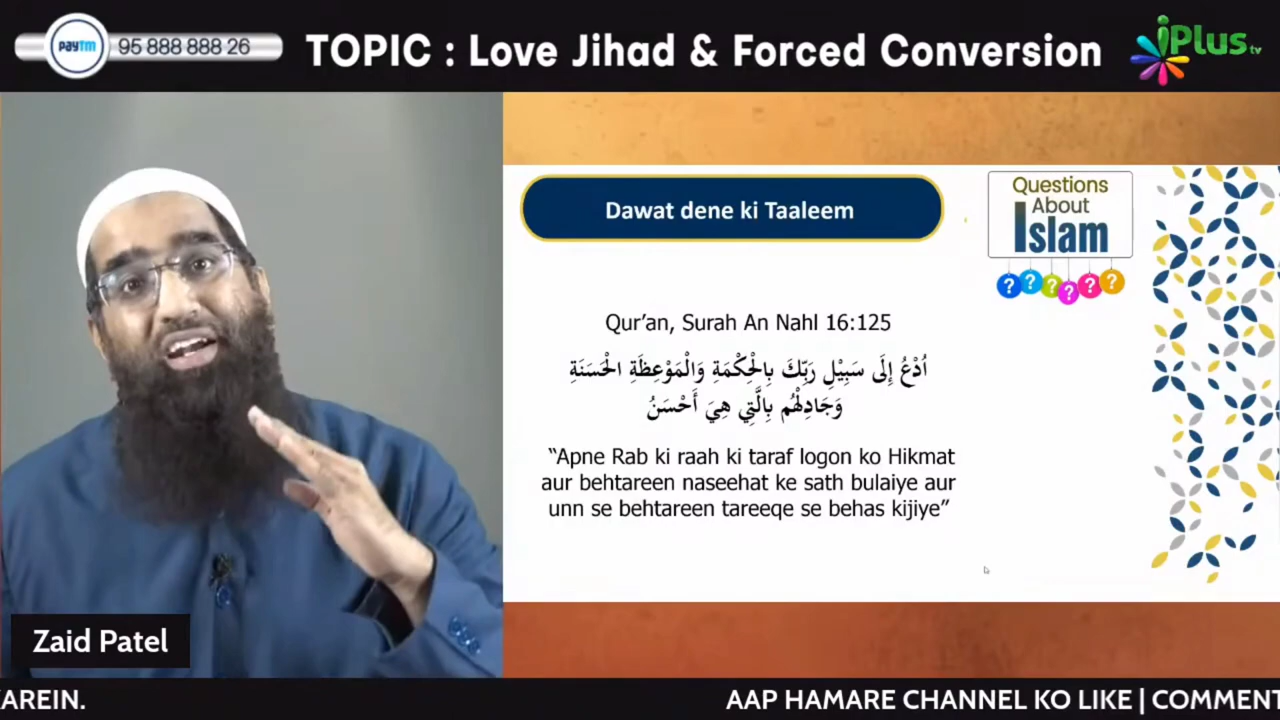 paytm 95 888 888 26
TOPIC : Love Jihad & Forced Conversion
iPlus tv
Dawat dene ki Taaleem
Questions
About
Islam
? ? ? ? ? ?
Qur’an, Surah An Nahl 16:125
اُدْعُ إِلَى سَبِيْلِ رَبِّكَ بِالْحِكْمَةِ وَالْمَوْعِظَةِ الْحَسَنَةِ
وَجَادِلْهُم بِالَّتِي هِيَ أَحْسَنُ
“Apne Rab ki raah ki taraf logon ko Hikmat
aur behtareen naseehat ke sath bulaiye aur
unn se behtareen tareeqe se behas kijiye”
Zaid Patel
AREIN. AAP HAMARE CHANNEL KO LIKE | COMMENT